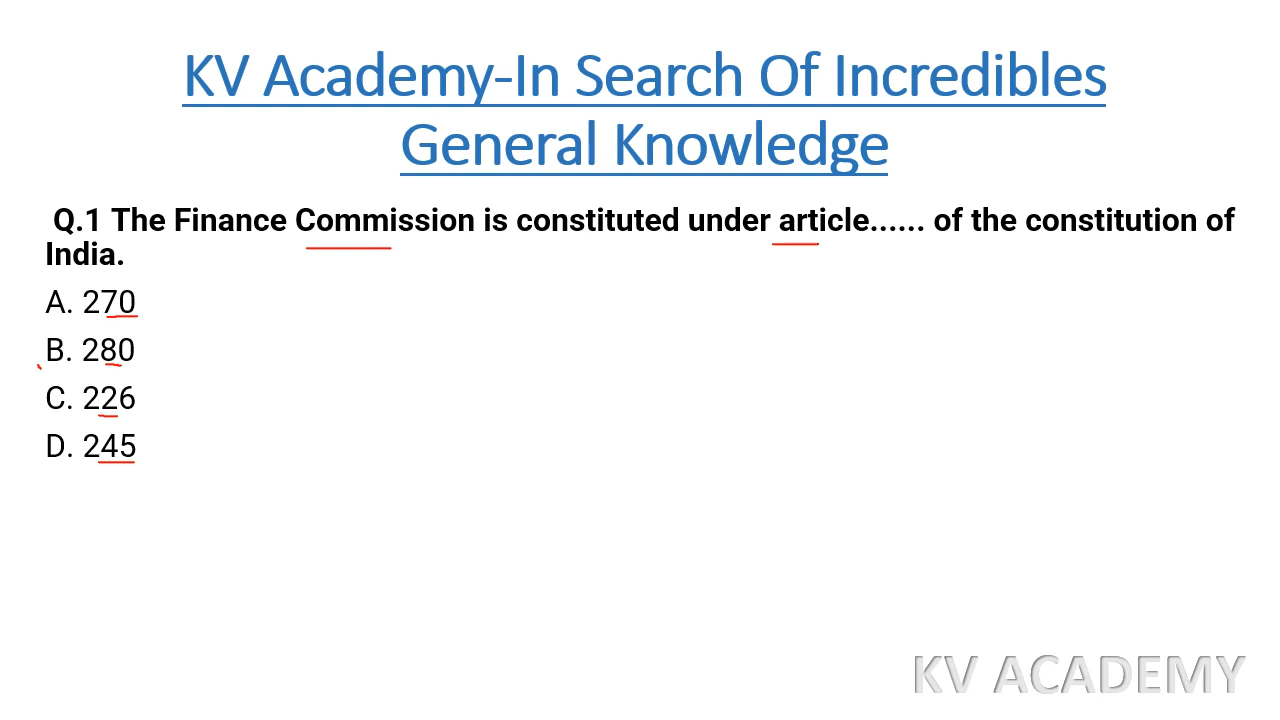 KV Academy-In Search Of Incredibles
General Knowledge
Q.1 The Finance Commission is constituted under article...... of the constitution of
India.
A. 270
B. 280
C. 226
D. 245
KV ACADEMY